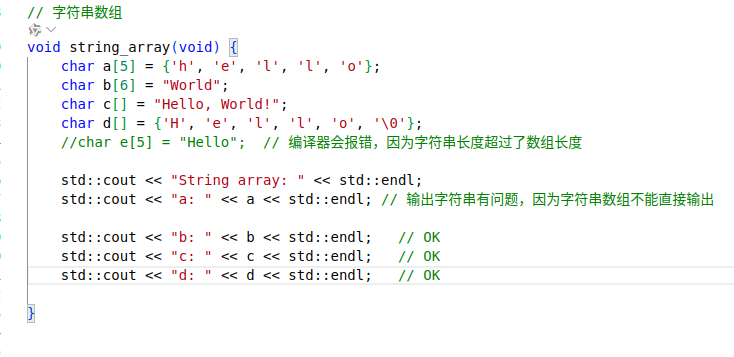 // 字符串数组
void string_array(void) {
    char a[5] = {'h', 'e', 'l', 'l', 'o'};
    char b[6] = "World";
    char c[] = "Hello, World!";
    char d[] = {'H', 'e', 'l', 'l', 'o', '\0'};
    //char e[5] = "Hello";  // 编译器会报错，因为字符串长度超过了数组长度
    std::cout << "String array: " << std::endl;
    std::cout << "a: " << a << std::endl; // 输出字符串有问题，因为字符串数组不能直接输出
    std::cout << "b: " << b << std::endl;   // OK
    std::cout << "c: " << c << std::endl;   // OK
    std::cout << "d: " << d << std::endl;   // OK
}